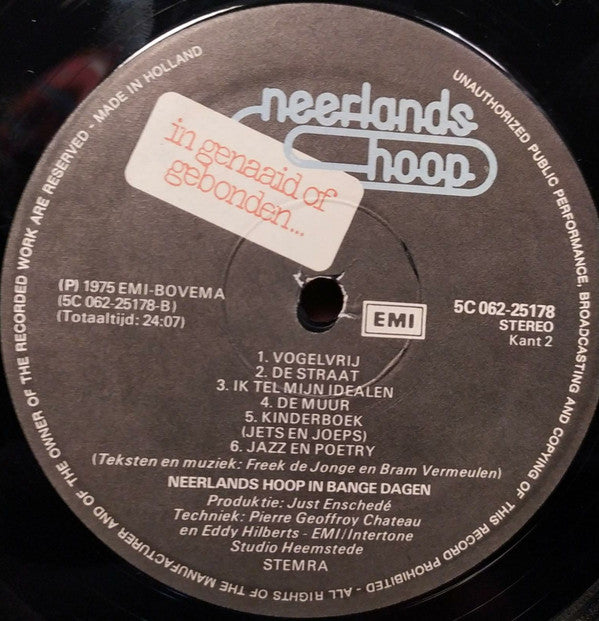 neerlands
hoop
in genaaid of
gebonden...
(P) 1975 EMI-BOVEMA
(5C 062-25178-B)
(Totaaltijd: 24:07)
EMI
5C 062-25178
STEREO
Kant 2
1. VOGELVRIJ
2. DE STRAAT
3. IK TEL MIJN IDEALEN
4. DE MUUR
5. KINDERBOEK
(JETS EN JOEPS)
6. JAZZ EN POETRY
(Teksten en muziek: Freek de Jonge en Bram Vermeulen)
NEERLANDS HOOP IN BANGE DAGEN
Produktie: Just Enschedé
Techniek: Pierre Geoffroy Chateau
en Eddy Hilberts - EMI/Intertone
Studio Heemstede
STEMRA
UNAUTHORIZED PUBLIC PERFORMANCE, BROADCASTING AND COPYING OF THIS RECORD PROHIBITED - ALL RIGHTS OF THE MANUFACTURER AND OF THE OWNER OF THE RECORDED WORK ARE RESERVED - MADE IN HOLLAND